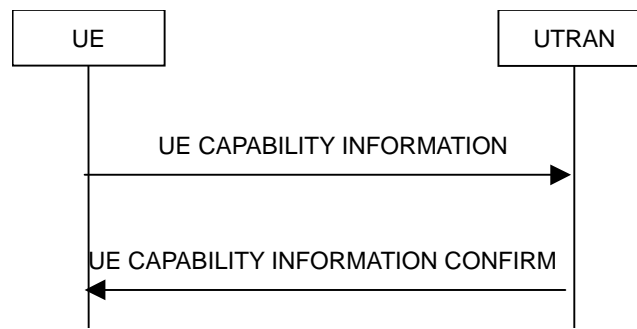 UE
UTRAN
UE CAPABILITY INFORMATION
UE CAPABILITY INFORMATION CONFIRM